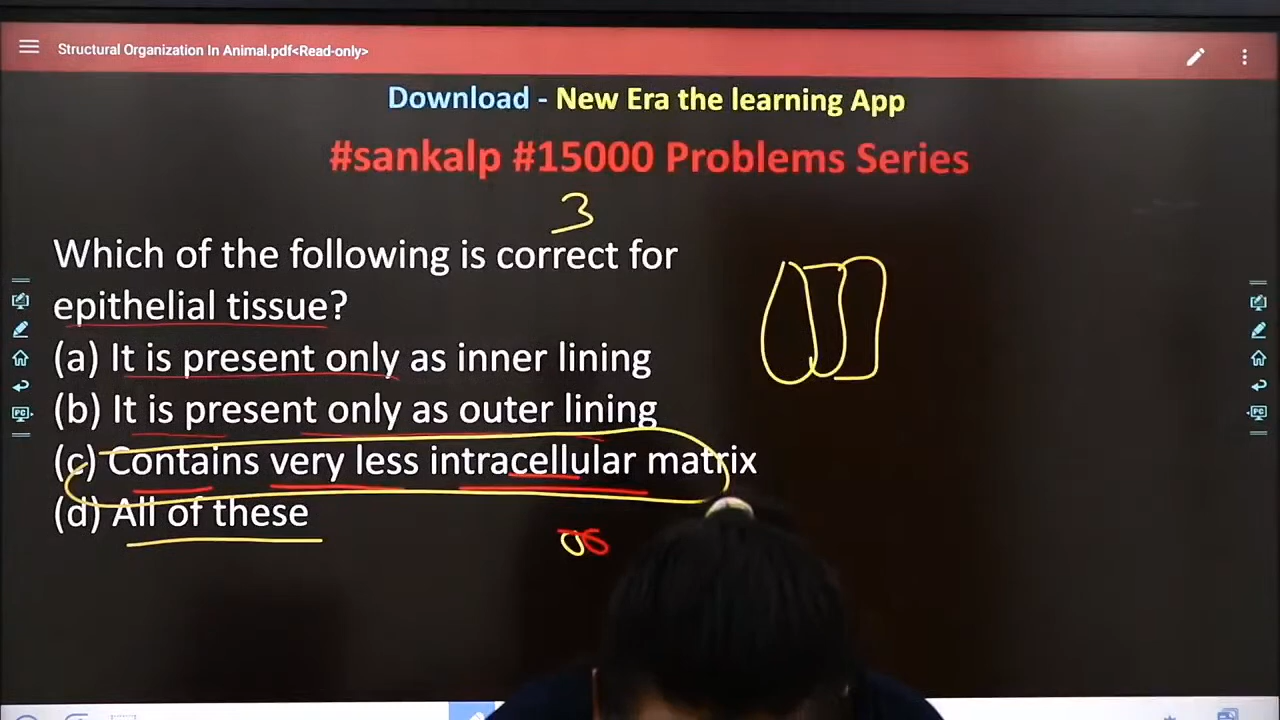 Structural Organization In Animal.pdf<Read-only>
Download - New Era the learning App
#sankalp #15000 Problems Series
3
Which of the following is correct for
epithelial tissue?
(a) It is present only as inner lining
(b) It is present only as outer lining
(c) Contains very less intracellular matrix
(d) All of these